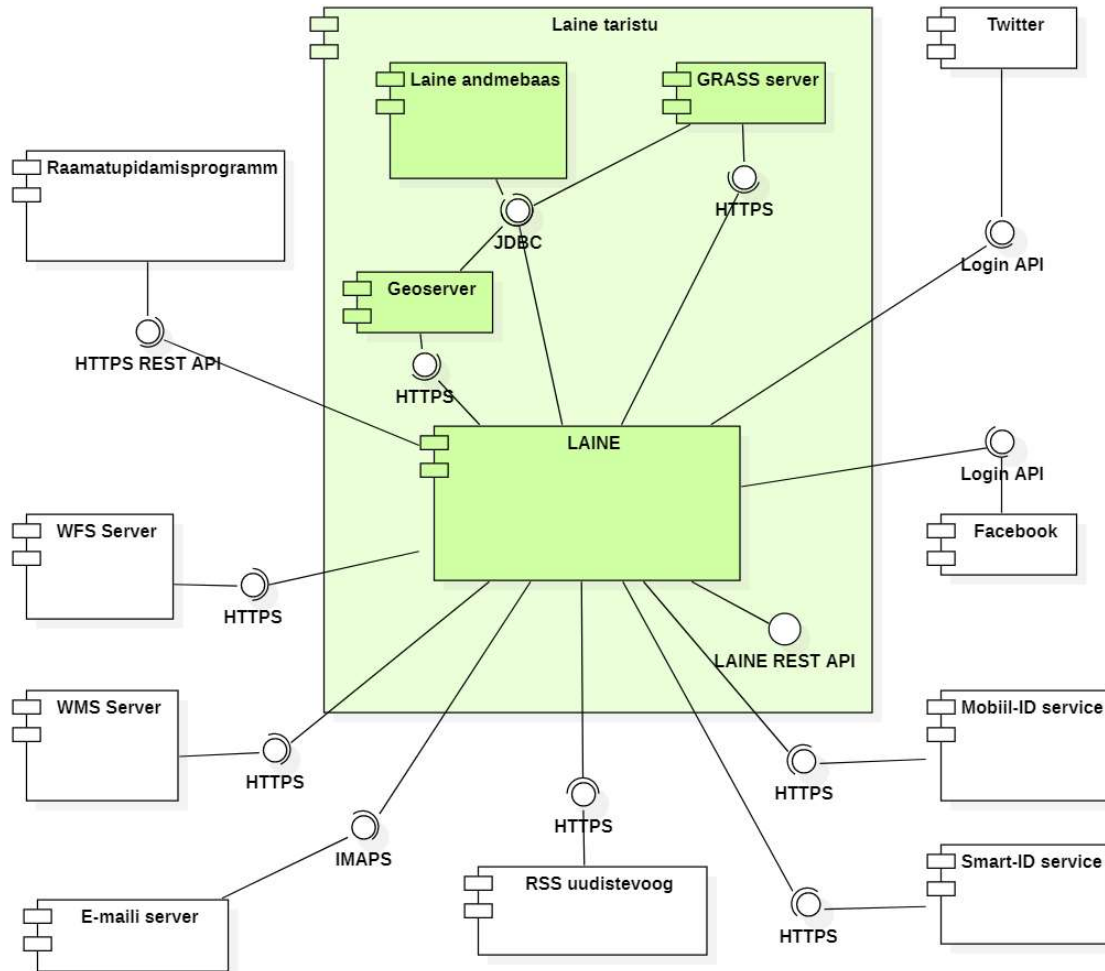 Laine taristu
Twitter
Laine andmebaas
GRASS server
Raamatupidamisprogramm
HTTPS
JDBC
Login API
Geoserver
HTTPS REST API
HTTPS
LAINE
Login API
WFS Server
Facebook
HTTPS
LAINE REST API
WMS Server
Mobiil-ID service
HTTPS
HTTPS
HTTPS
IMAPS
Smart-ID service
RSS uudistevoog
E-maili server
HTTPS